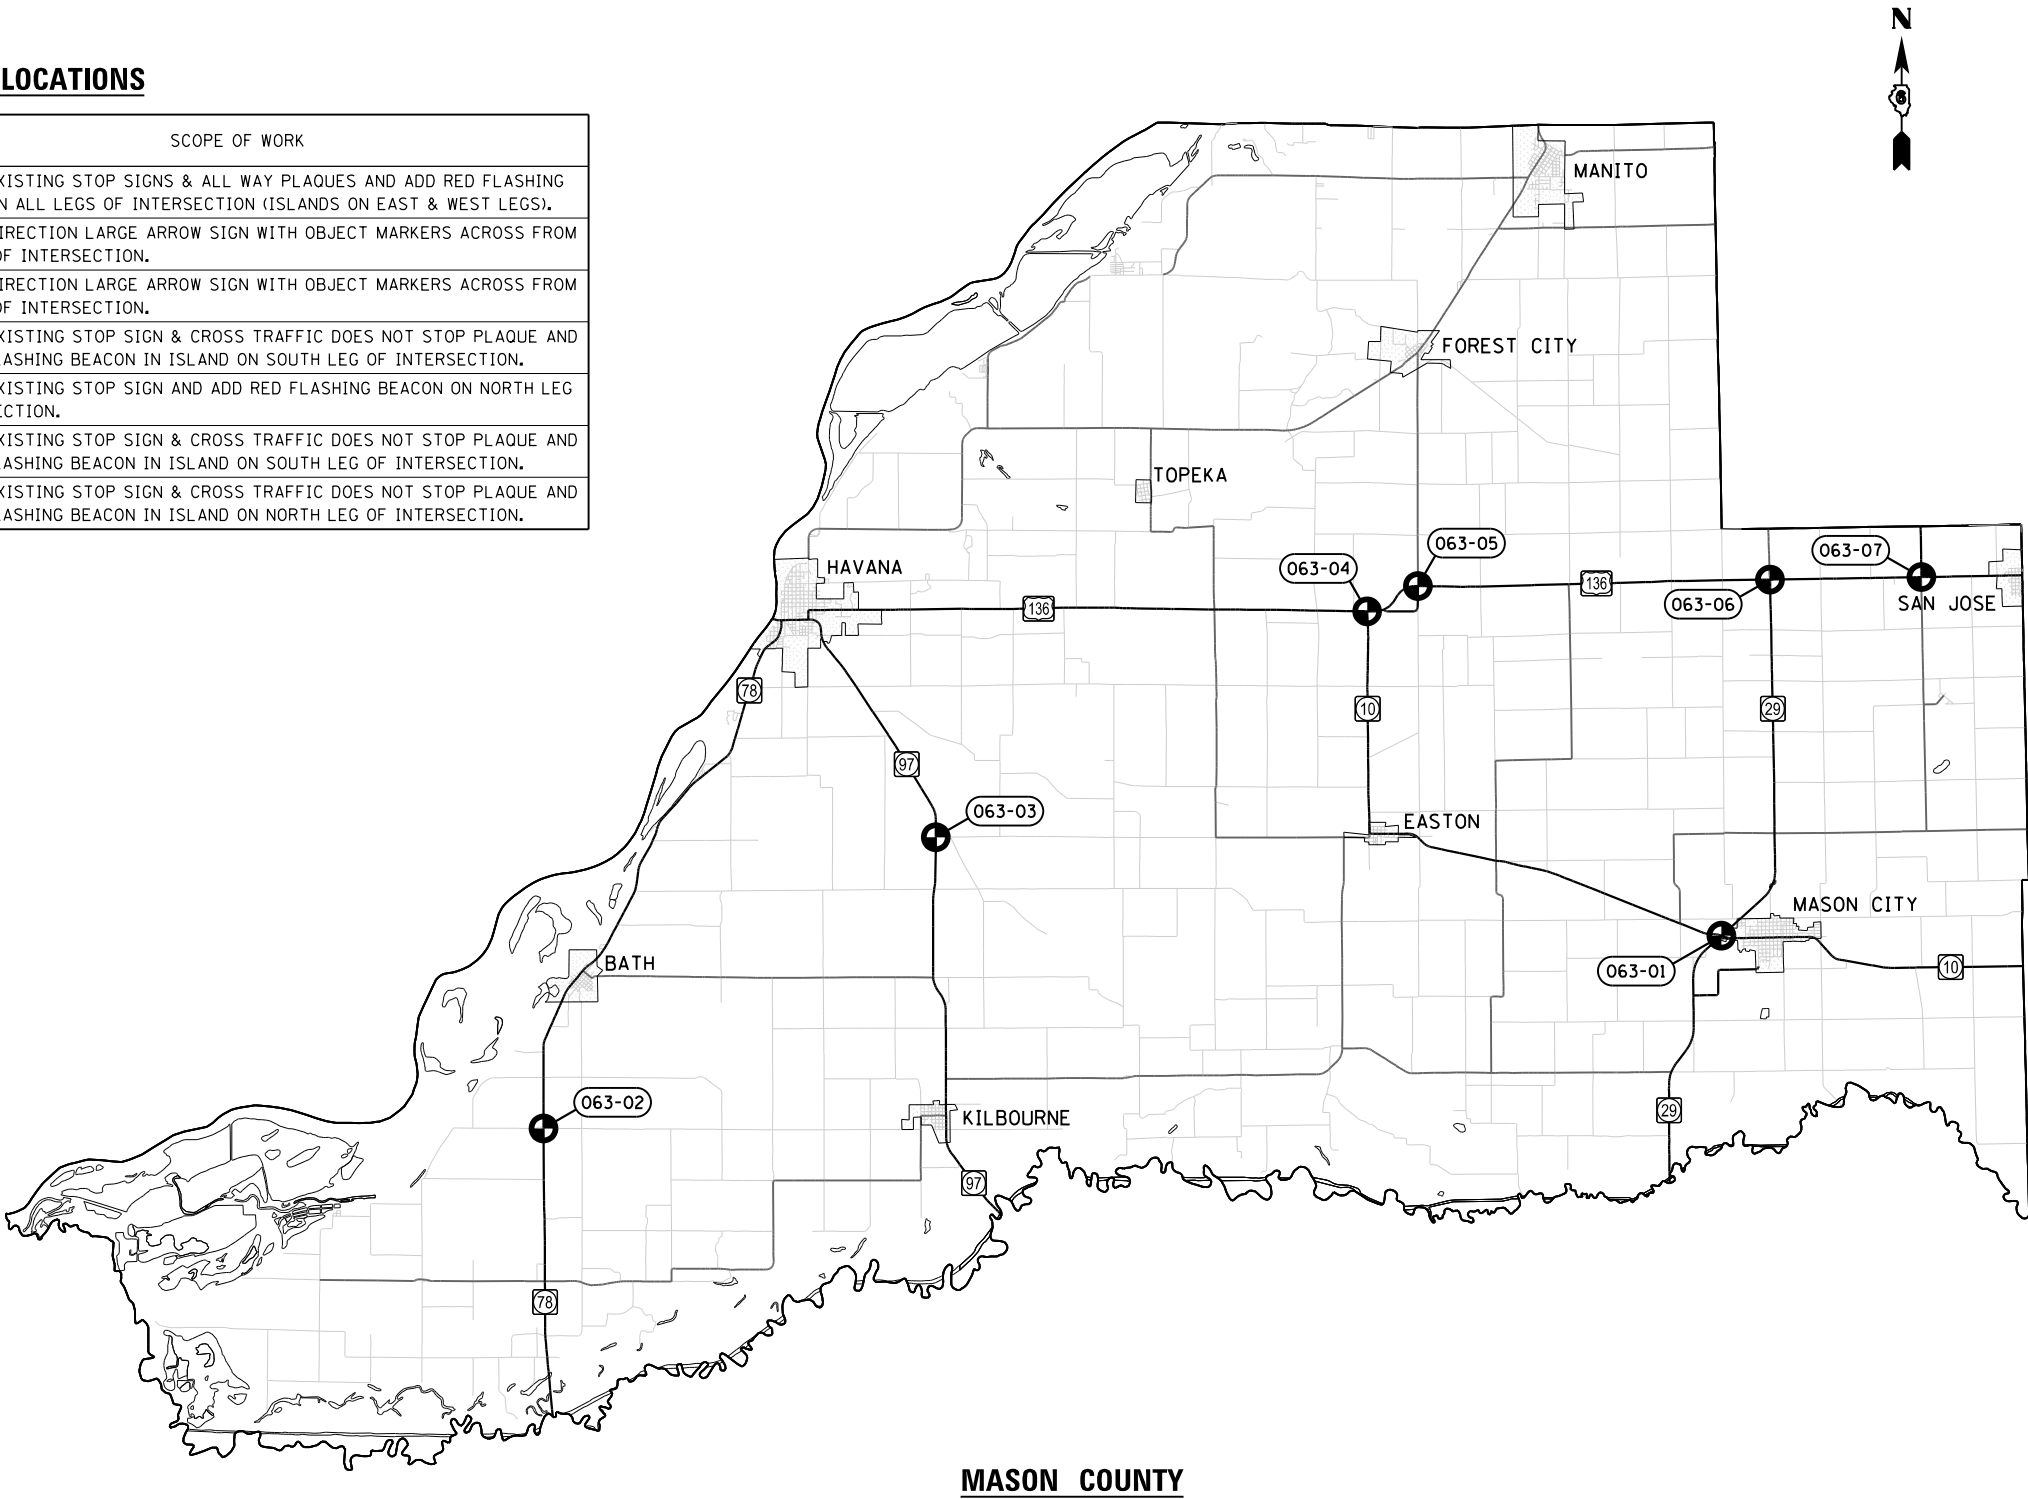 N
6
LOCATIONS
SCOPE OF WORK
XISTING STOP SIGNS & ALL WAY PLAQUES AND ADD RED FLASHING
N ALL LEGS OF INTERSECTION (ISLANDS ON EAST & WEST LEGS).
IRECTION LARGE ARROW SIGN WITH OBJECT MARKERS ACROSS FROM
OF INTERSECTION.
IRECTION LARGE ARROW SIGN WITH OBJECT MARKERS ACROSS FROM
OF INTERSECTION.
XISTING STOP SIGN & CROSS TRAFFIC DOES NOT STOP PLAQUE AND
LASHING BEACON IN ISLAND ON SOUTH LEG OF INTERSECTION.
XISTING STOP SIGN AND ADD RED FLASHING BEACON ON NORTH LEG
ECTION.
XISTING STOP SIGN & CROSS TRAFFIC DOES NOT STOP PLAQUE AND
LASHING BEACON IN ISLAND ON SOUTH LEG OF INTERSECTION.
XISTING STOP SIGN & CROSS TRAFFIC DOES NOT STOP PLAQUE AND
LASHING BEACON IN ISLAND ON NORTH LEG OF INTERSECTION.
MANITO
FOREST CITY
TOPEKA
063-05
063-07
HAVANA
063-04
136
136
063-06
SAN JOSE
78
10
29
97
063-03
EASTON
MASON CITY
BATH
063-01
10
063-02
29
KILBOURNE
97
78
MASON COUNTY